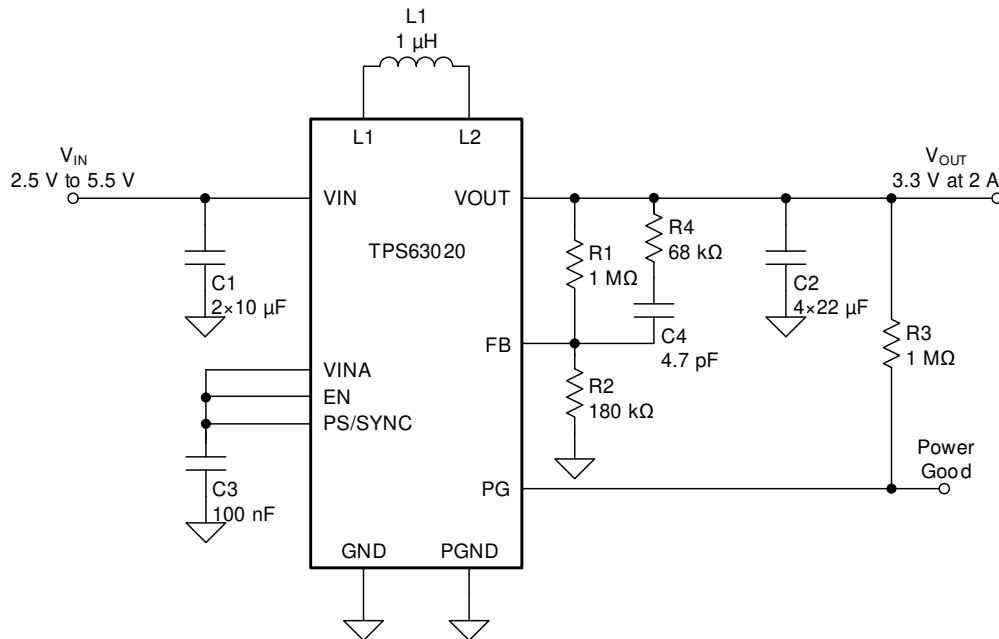 L1
1 µH
L1
L2
V_IN
2.5 V to 5.5 V
VIN
VOUT
V_OUT
3.3 V at 2 A
TPS63020
R1
1 MΩ
R4
68 kΩ
C1
2×10 µF
C2
4×22 µF
FB
C4
4.7 pF
R3
1 MΩ
VINA
EN
PS/SYNC
R2
180 kΩ
C3
100 nF
PG
Power
Good
GND
PGND